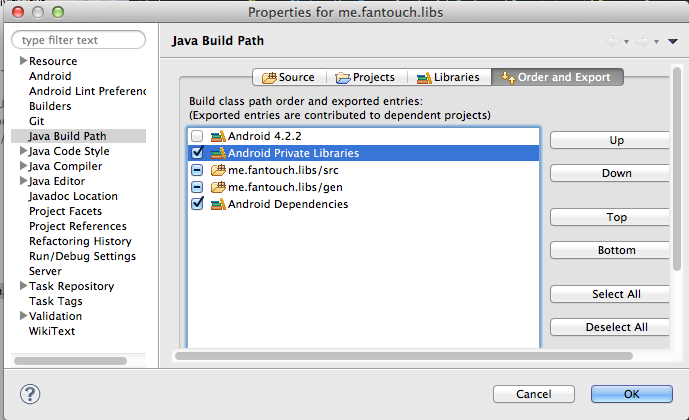 Properties for me.fantouch.libs
type filter text
Resource
Android
Android Lint Preference
Builders
Git
Java Build Path
Java Code Style
Java Compiler
Java Editor
Javadoc Location
Project Facets
Project References
Refactoring History
Run/Debug Settings
Server
Task Repository
Task Tags
Validation
WikiText
Java Build Path
Source
Projects
Libraries
Order and Export
Build class path order and exported entries:
(Exported entries are contributed to dependent projects)
Android 4.2.2
Android Private Libraries
me.fantouch.libs/src
me.fantouch.libs/gen
Android Dependencies
Up
Down
Top
Bottom
Select All
Deselect All
?
Cancel
OK